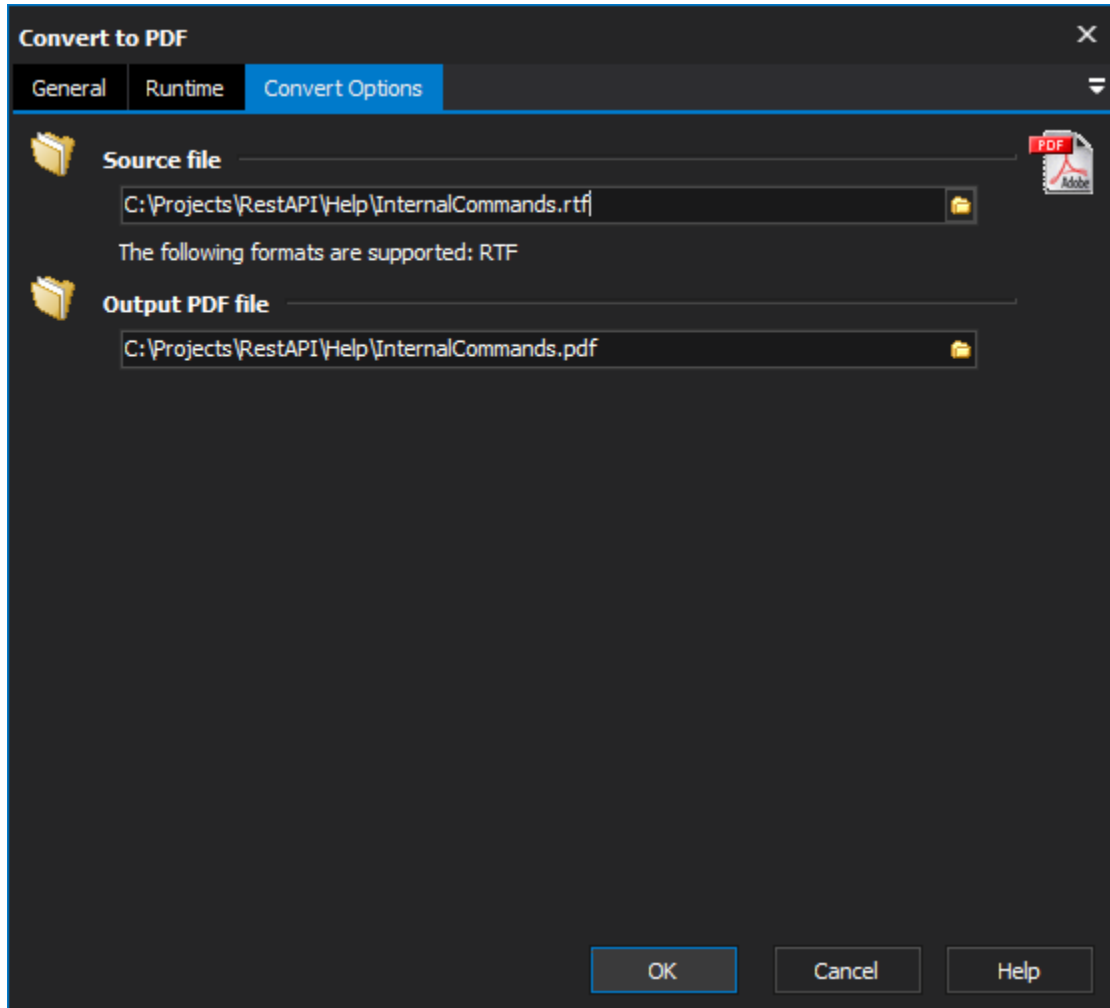 Convert to PDF
General Runtime Convert Options
Source file
PDF
Adobe
C:\Projects\RestAPI\Help\InternalCommands.rtf
The following formats are supported: RTF
Output PDF file
C:\Projects\RestAPI\Help\InternalCommands.pdf
OK Cancel Help